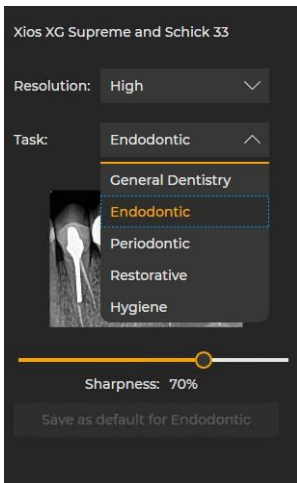 Xios XG Supreme and Schick 33
Resolution: High
Task: Endodontic
General Dentistry
Endodontic
Periodontic
Restorative
Hygiene
Sharpness: 70%
Save as default for Endodontic